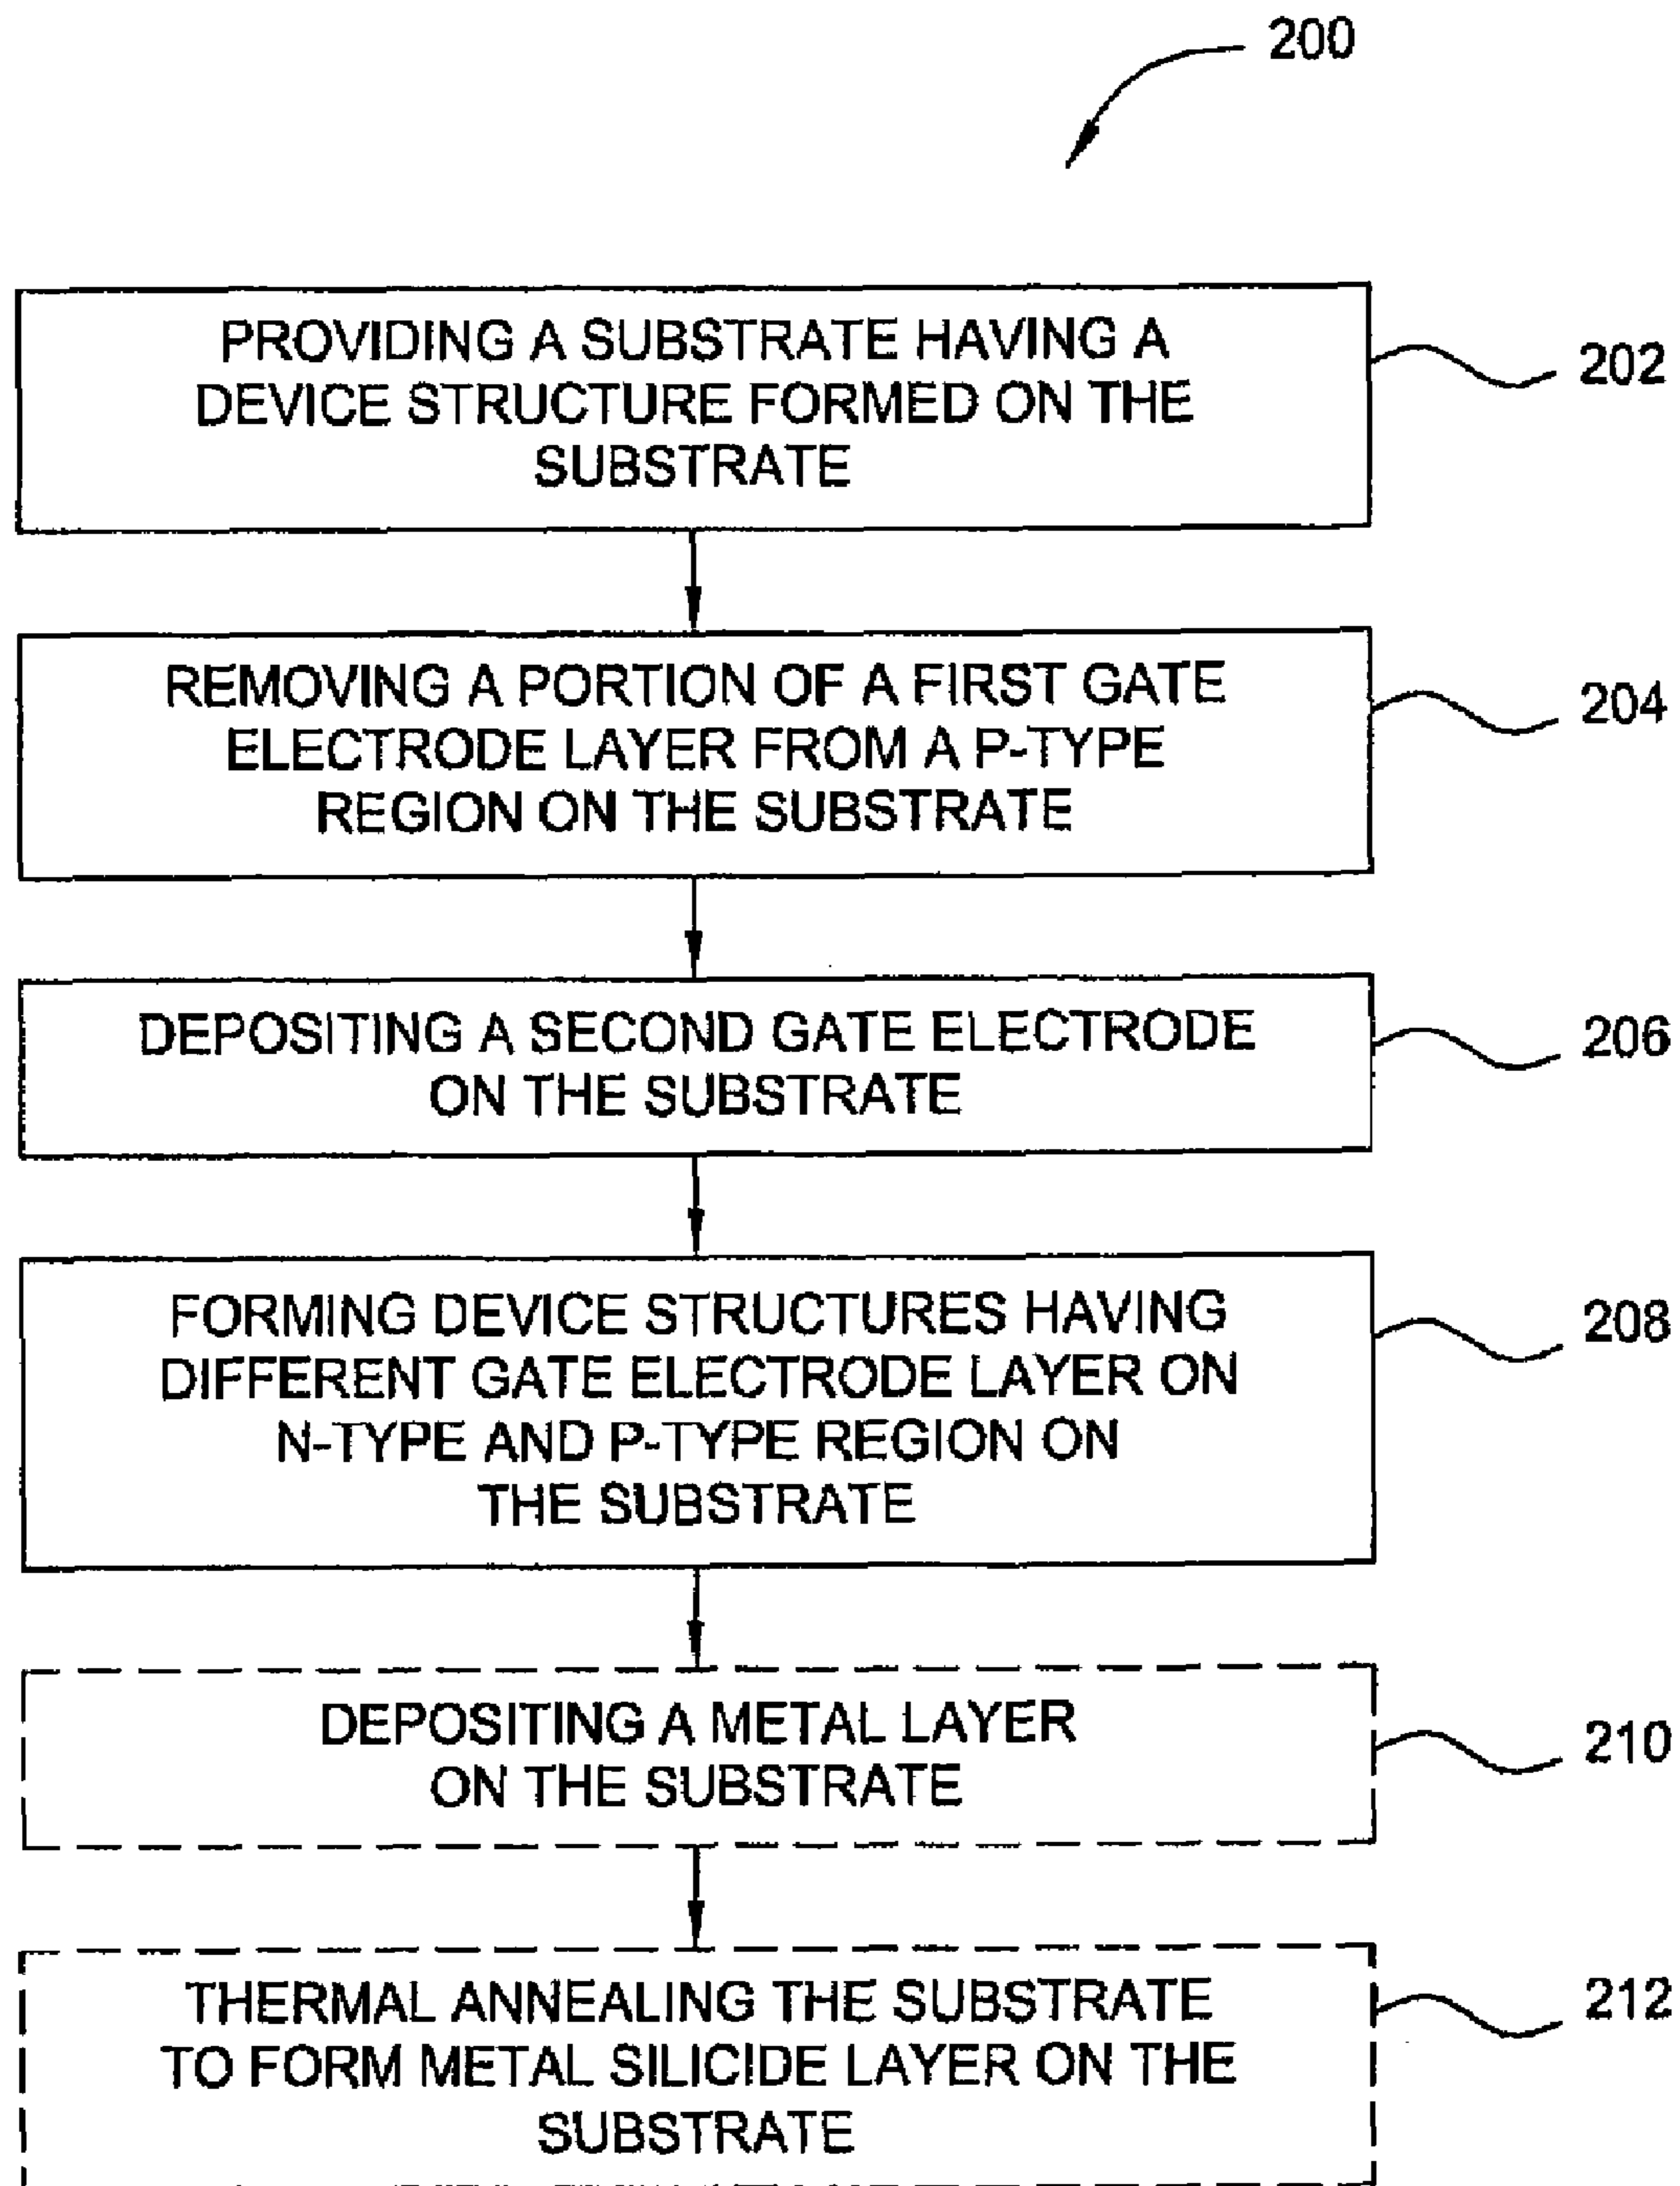 200
PROVIDING A SUBSTRATE HAVING A
DEVICE STRUCTURE FORMED ON THE
SUBSTRATE
202
REMOVING A PORTION OF A FIRST GATE
ELECTRODE LAYER FROM A P-TYPE
REGION ON THE SUBSTRATE
204
DEPOSITING A SECOND GATE ELECTRODE
ON THE SUBSTRATE
206
FORMING DEVICE STRUCTURES HAVING
DIFFERENT GATE ELECTRODE LAYER ON
N-TYPE AND P-TYPE REGION ON
THE SUBSTRATE
208
DEPOSITING A METAL LAYER
ON THE SUBSTRATE
210
THERMAL ANNEALING THE SUBSTRATE
TO FORM METAL SILICIDE LAYER ON THE
SUBSTRATE
212